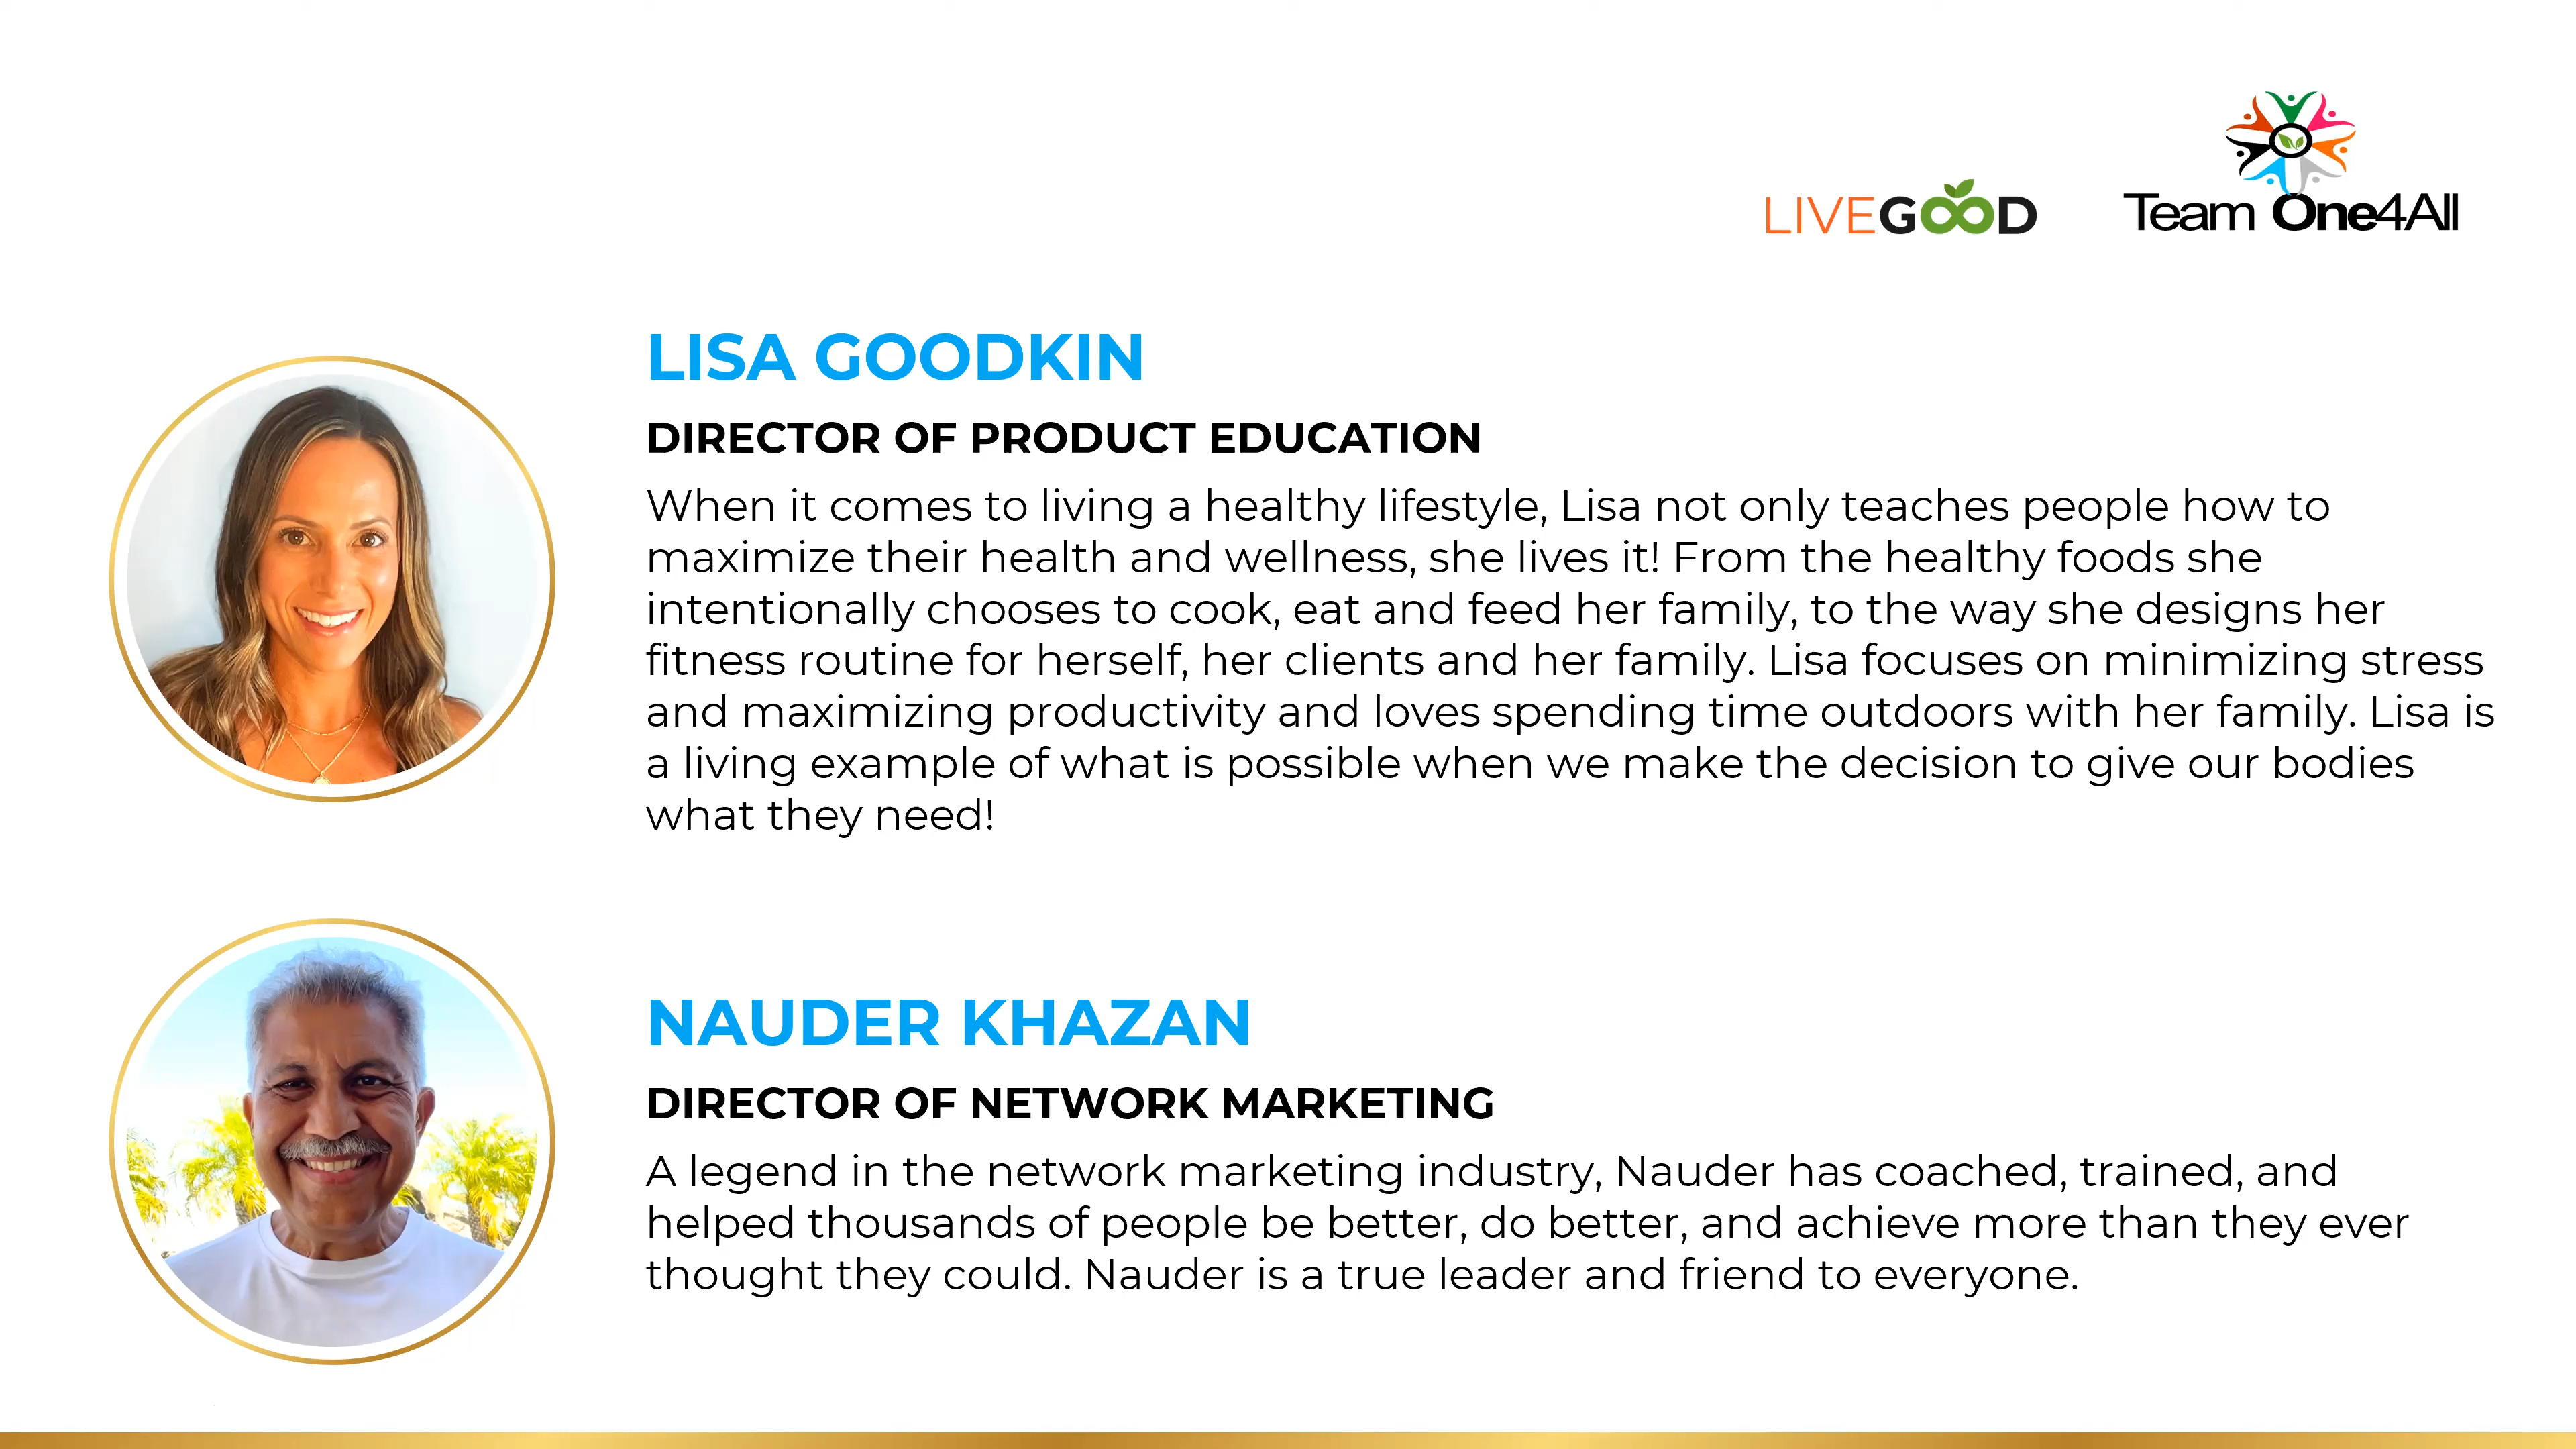 LIVEGOOD
Team One4All
LISA GOODKIN
DIRECTOR OF PRODUCT EDUCATION
When it comes to living a healthy lifestyle, Lisa not only teaches people how to
maximize their health and wellness, she lives it! From the healthy foods she
intentionally chooses to cook, eat and feed her family, to the way she designs her
fitness routine for herself, her clients and her family. Lisa focuses on minimizing stress
and maximizing productivity and loves spending time outdoors with her family. Lisa is
a living example of what is possible when we make the decision to give our bodies
what they need!
NAUDER KHAZAN
DIRECTOR OF NETWORK MARKETING
A legend in the network marketing industry, Nauder has coached, trained, and
helped thousands of people be better, do better, and achieve more than they ever
thought they could. Nauder is a true leader and friend to everyone.